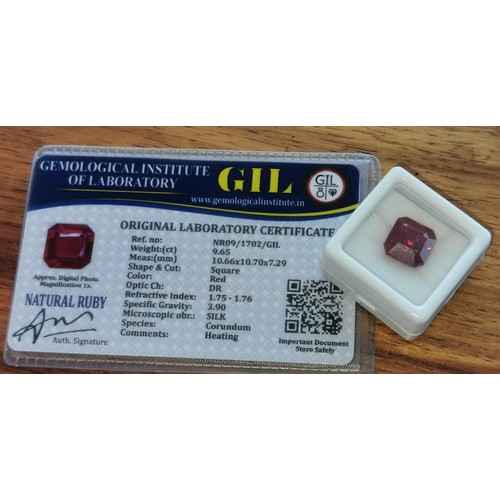 GEMOLOGICAL INSTITUTE
OF LABORATORY
GIL
www.gemologicalinstitute.in
GIL
ORIGINAL LABORATORY CERTIFICATE
Ref. no: NR09/1702/GIL
Weight:(ct) 9.65
Meas:(mm) 10.66x10.70x7.29
Shape & Cut: Square
Color: Red
Optic Ch: DR
Refractive Index: 1.75 - 1.76
Specific Gravity: 3.90
Microscopic obr.: SILK
Species: Corundum
Comments: Heating
Approx. Digital Photo.
Magnification 1x.
NATURAL RUBY
Auth. Signature
Important Document
Store Safely